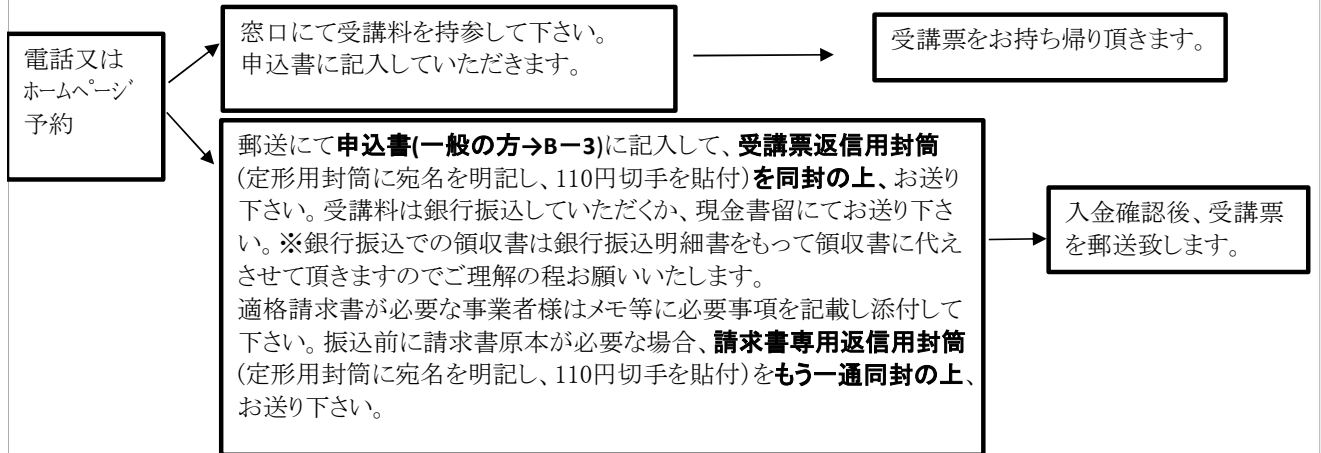 電話又は
ホームページ
予約
窓口にて受講料を持参して下さい。
申込書に記入していただきます。
受講票をお持ち帰り頂きます。
郵送にて申込書(一般の方→B－3)に記入して、受講票返信用封筒
(定形用封筒に宛名を明記し、110円切手を貼付)を同封の上、お送り
下さい。受講料は銀行振込していただくか、現金書留にてお送り下さ
い。※銀行振込での領収書は銀行振込明細書をもって領収書に代え
させて頂きますのでご理解の程お願いいたします。
適格請求書が必要な事業者様はメモ等に必要事項を記載し添付して
下さい。振込前に請求書原本が必要な場合、請求書専用返信用封筒
(定形用封筒に宛名を明記し、110円切手を貼付)をもう一通同封の上、
お送り下さい。
入金確認後、受講票
を郵送致します。